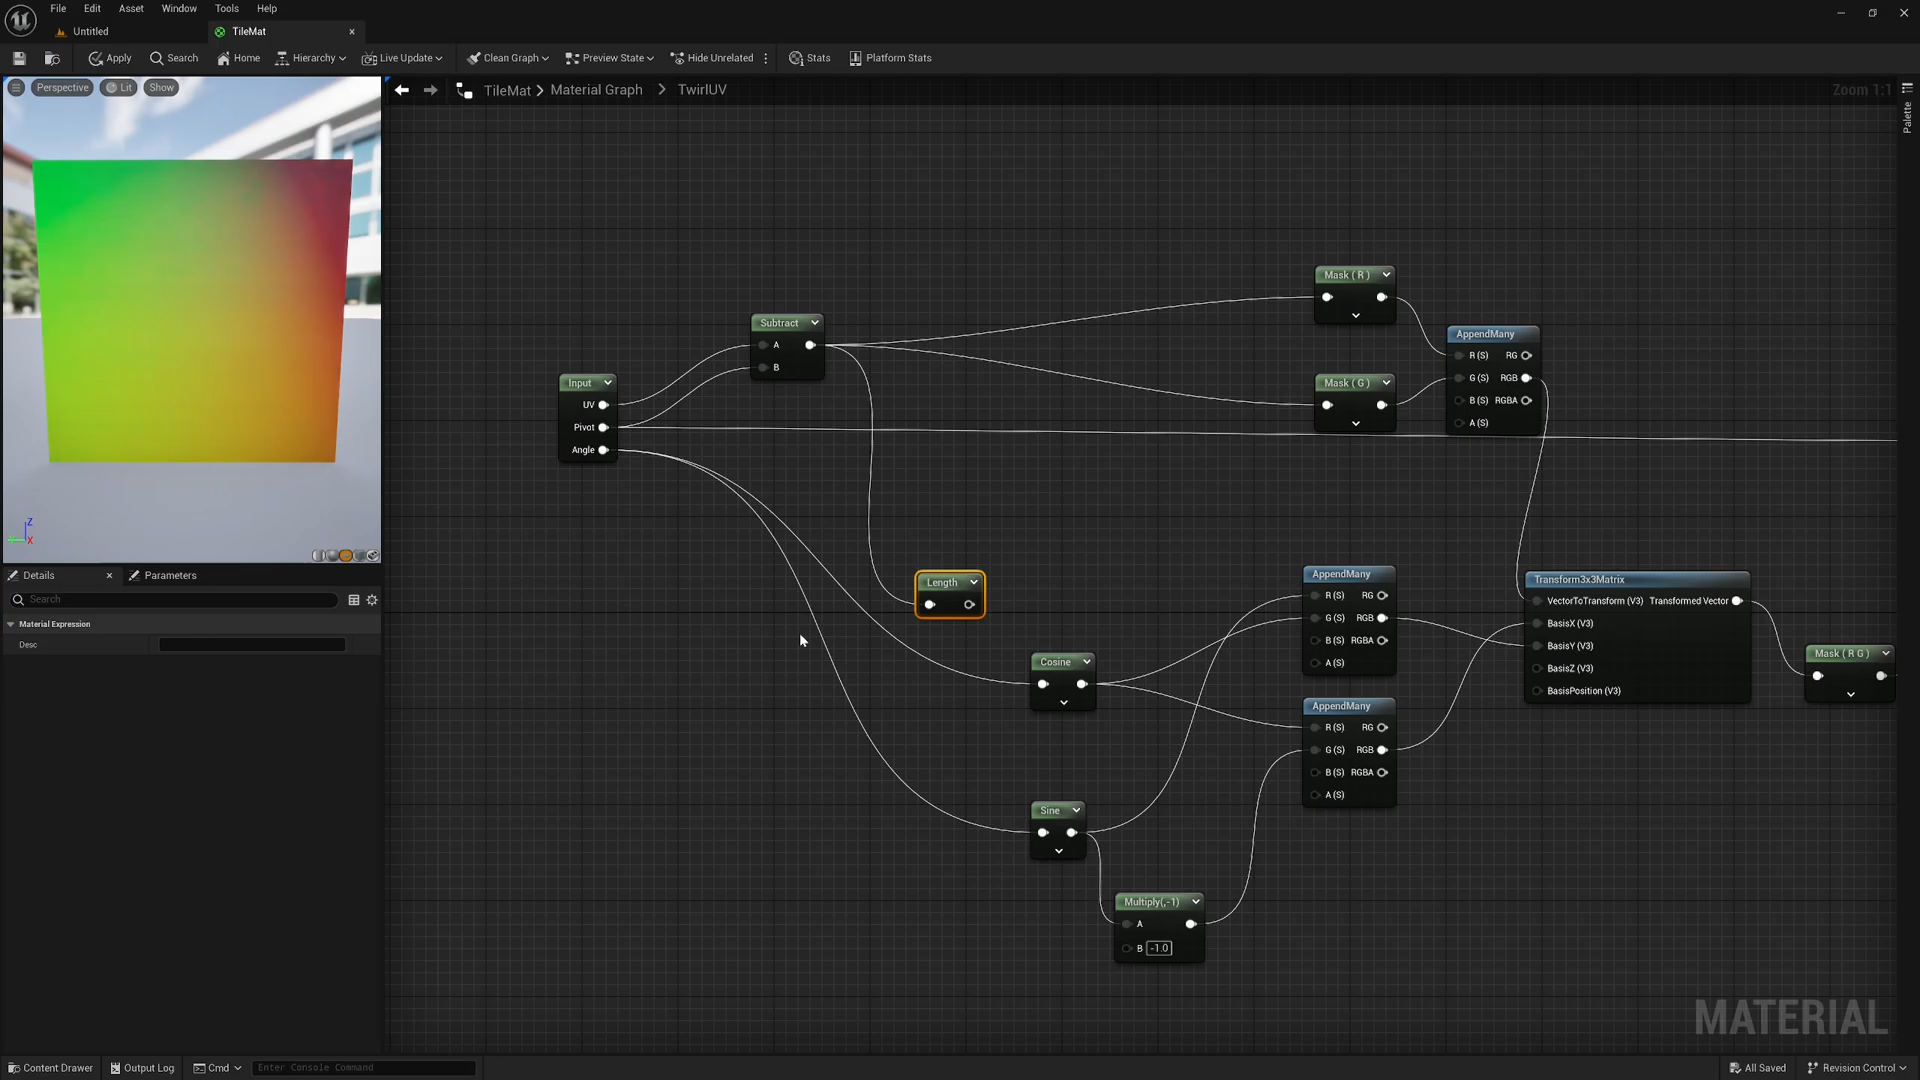 File Edit Asset Window Tools Help
Untitled TileMat
Apply Search Home Hierarchy Live Update Clean Graph Preview State Hide Unrelated Stats Platform Stats
Perspective Lit Show
TileMat > Material Graph > TwirlUV
Zoom 1:1
Palette
Z
X
Details Parameters
Search
Material Expression
Desc
Input
UV
Pivot
Angle
Subtract
A
B
Mask ( R )
Mask ( G )
AppendMany
R (S) RG
G (S) RGB
B (S) RGBA
A (S)
Length
Cosine
Sine
Multiply(,-1)
A
B -1.0
AppendMany
R (S) RG
G (S) RGB
B (S) RGBA
A (S)
AppendMany
R (S) RG
G (S) RGB
B (S) RGBA
A (S)
Transform3x3Matrix
VectorToTransform (V3) Transformed Vector
BasisX (V3)
BasisY (V3)
BasisZ (V3)
BasisPosition (V3)
Mask ( R G )
MATERIAL
Content Drawer Output Log Cmd Enter Console Command All Saved Revision Control